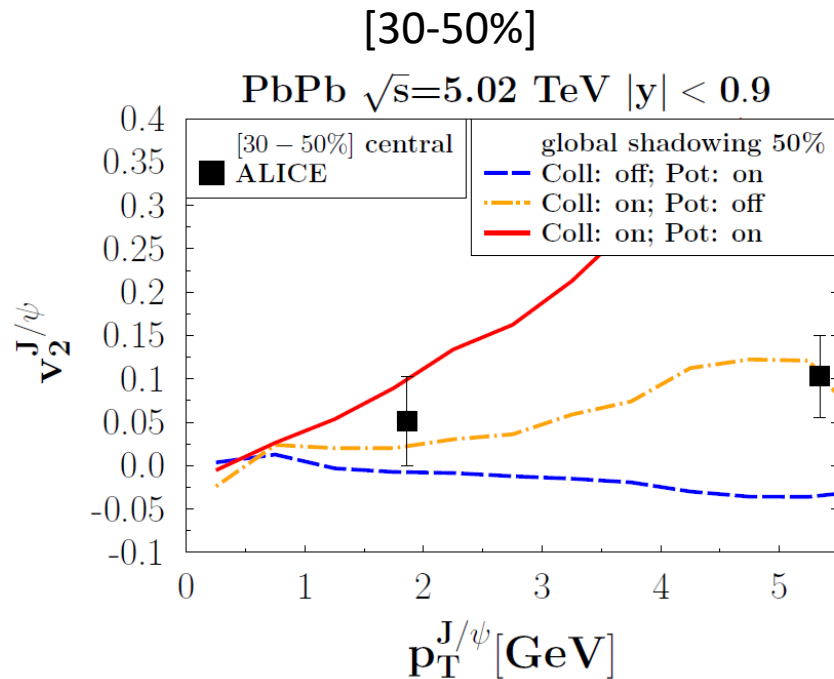 [30-50%]
PbPb √s=5.02 TeV |y| < 0.9
[30 − 50%] central
ALICE
global shadowing 50%
Coll: off; Pot: on
Coll: on; Pot: off
Coll: on; Pot: on
0.4
0.35
0.3
0.25
0.2
0.15
0.1
0.05
0.0
-0.05
-0.1
v₂^J/ψ
0 1 2 3 4 5
p_T^J/ψ[GeV]